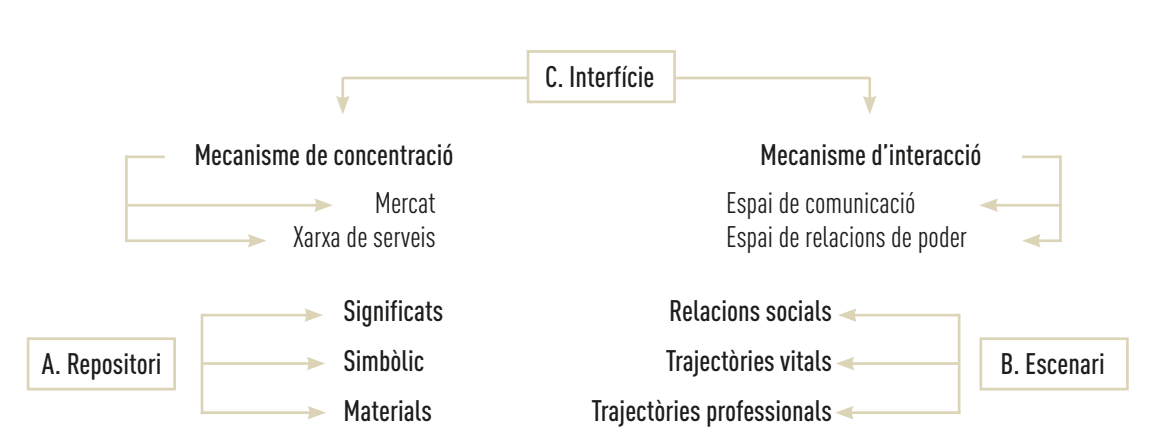 C. Interfície
Mecanisme de concentració
Mecanisme d'interacció
Mercat
Xarxa de serveis
Espai de comunicació
Espai de relacions de poder
A. Repositori
Significats
Simbòlic
Materials
Relacions socials
Trajectòries vitals
Trajectòries professionals
B. Escenari